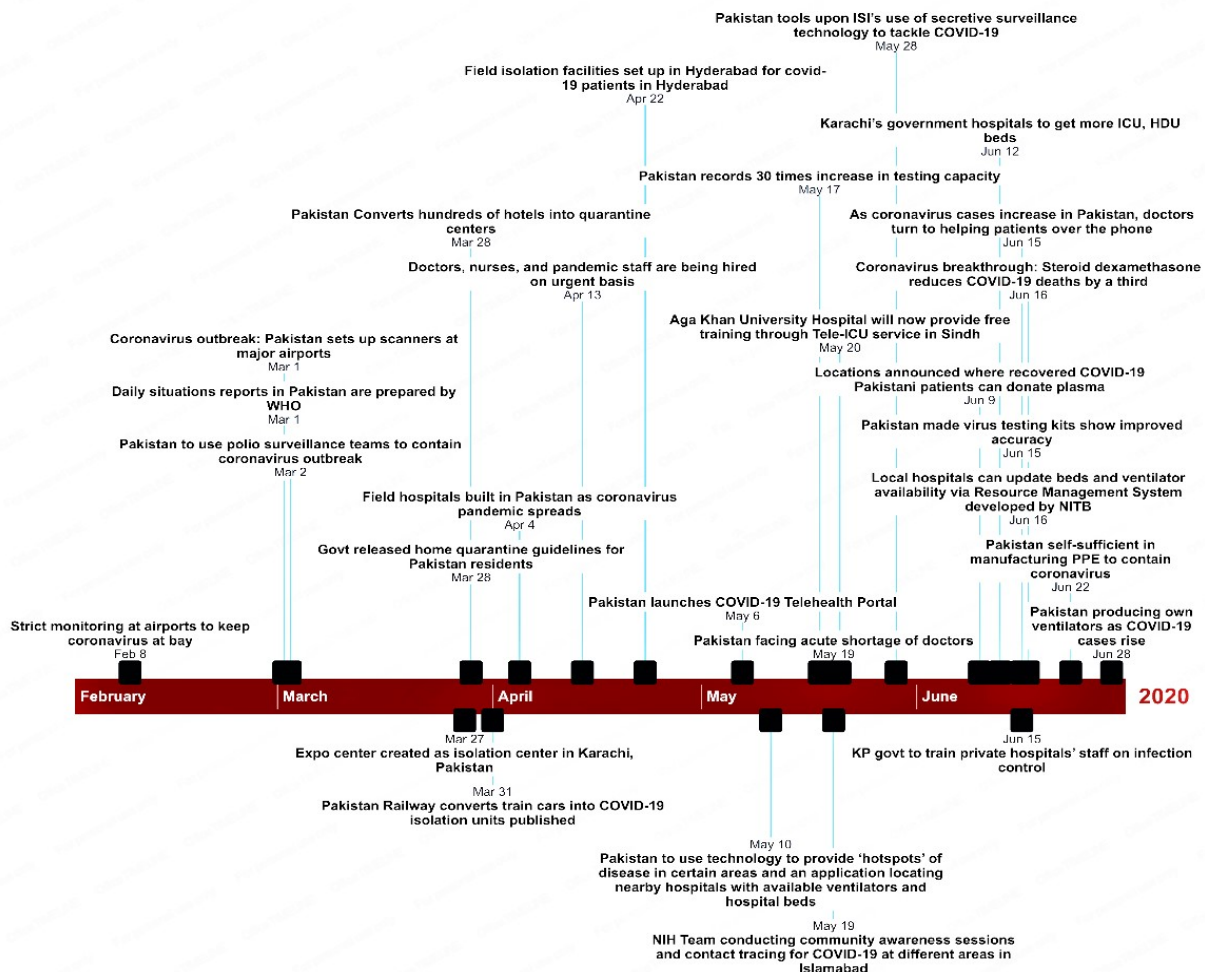 Pakistan tools upon ISI's use of secretive surveillance
technology to tackle COVID-19
May 28
Field isolation facilities set up in Hyderabad for covid-
19 patients in Hyderabad
Apr 22
Karachi's government hospitals to get more ICU, HDU
beds
Jun 12
Pakistan records 30 times increase in testing capacity
May 17
Pakistan Converts hundreds of hotels into quarantine
centers
Mar 28
As coronavirus cases increase in Pakistan, doctors
turn to helping patients over the phone
Jun 15
Doctors, nurses, and pandemic staff are being hired
on urgent basis
Apr 13
Coronavirus breakthrough: Steroid dexamethasone
reduces COVID-19 deaths by a third
Jun 16
Aga Khan University Hospital will now provide free
training through Tele-ICU service in Sindh
May 20
Coronavirus outbreak: Pakistan sets up scanners at
major airports
Mar 1
Locations announced where recovered COVID-19
Pakistani patients can donate plasma
Jun 9
Daily situations reports in Pakistan are prepared by
WHO
Mar 1
Pakistan made virus testing kits show improved
accuracy
Jun 15
Pakistan to use polio surveillance teams to contain
coronavirus outbreak
Mar 2
Local hospitals can update beds and ventilator
availability via Resource Management System
developed by NITB
Jun 16
Field hospitals built in Pakistan as coronavirus
pandemic spreads
Apr 4
Govt released home quarantine guidelines for
Pakistan residents
Mar 28
Pakistan self-sufficient in
manufacturing PPE to contain
coronavirus
Jun 22
Pakistan launches COVID-19 Telehealth Portal
May 6
Strict monitoring at airports to keep
coronavirus at bay
Feb 8
Pakistan facing acute shortage of doctors
May 19
Pakistan producing own
ventilators as COVID-19
cases rise
Jun 28
February
March
April
May
June
2020
Mar 27
Expo center created as isolation center in Karachi,
Pakistan
Mar 31
Pakistan Railway converts train cars into COVID-19
isolation units published
Jun 15
KP govt to train private hospitals' staff on infection
control
May 10
Pakistan to use technology to provide 'hotspots' of
disease in certain areas and an application locating
nearby hospitals with available ventilators and
hospital beds
May 19
NIH Team conducting community awareness sessions
and contact tracing for COVID-19 at different areas in
Islamabad